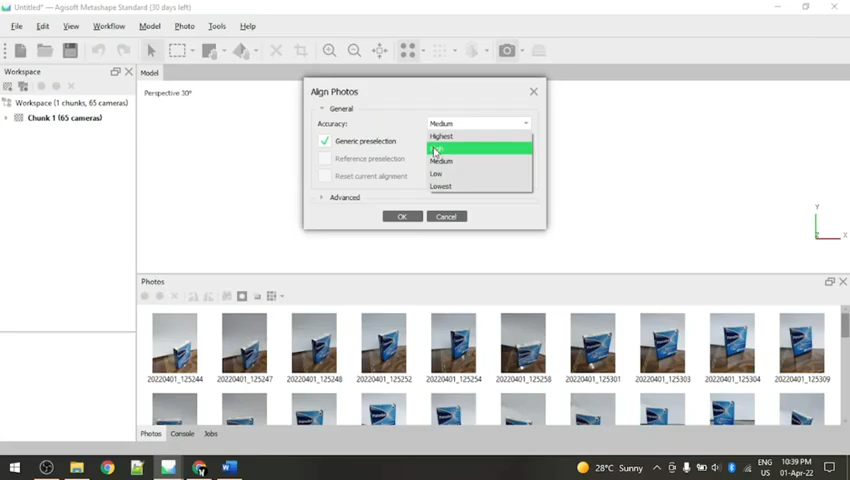 Untitled* — Agisoft Metashape Standard (30 days left)
File Edit View Workflow Model Photo Tools Help
Workspace
Model
Workspace (1 chunks, 65 cameras)
Chunk 1 (65 cameras)
Perspective 30°
Align Photos
General
Accuracy: Medium
Highest
Generic preselection
Reference preselection
Medium
Reset current alignment
Low
Lowest
Advanced
OK Cancel
Y
X
Z
Photos
20220401_125244 20220401_125247 20220401_125248 20220401_125252 20220401_125254 20220401_125258 20220401_125301 20220401_125303 20220401_125304 20220401_125309
Photos Console Jobs
28°C Sunny
ENG
US
10:39 PM
01-Apr-22